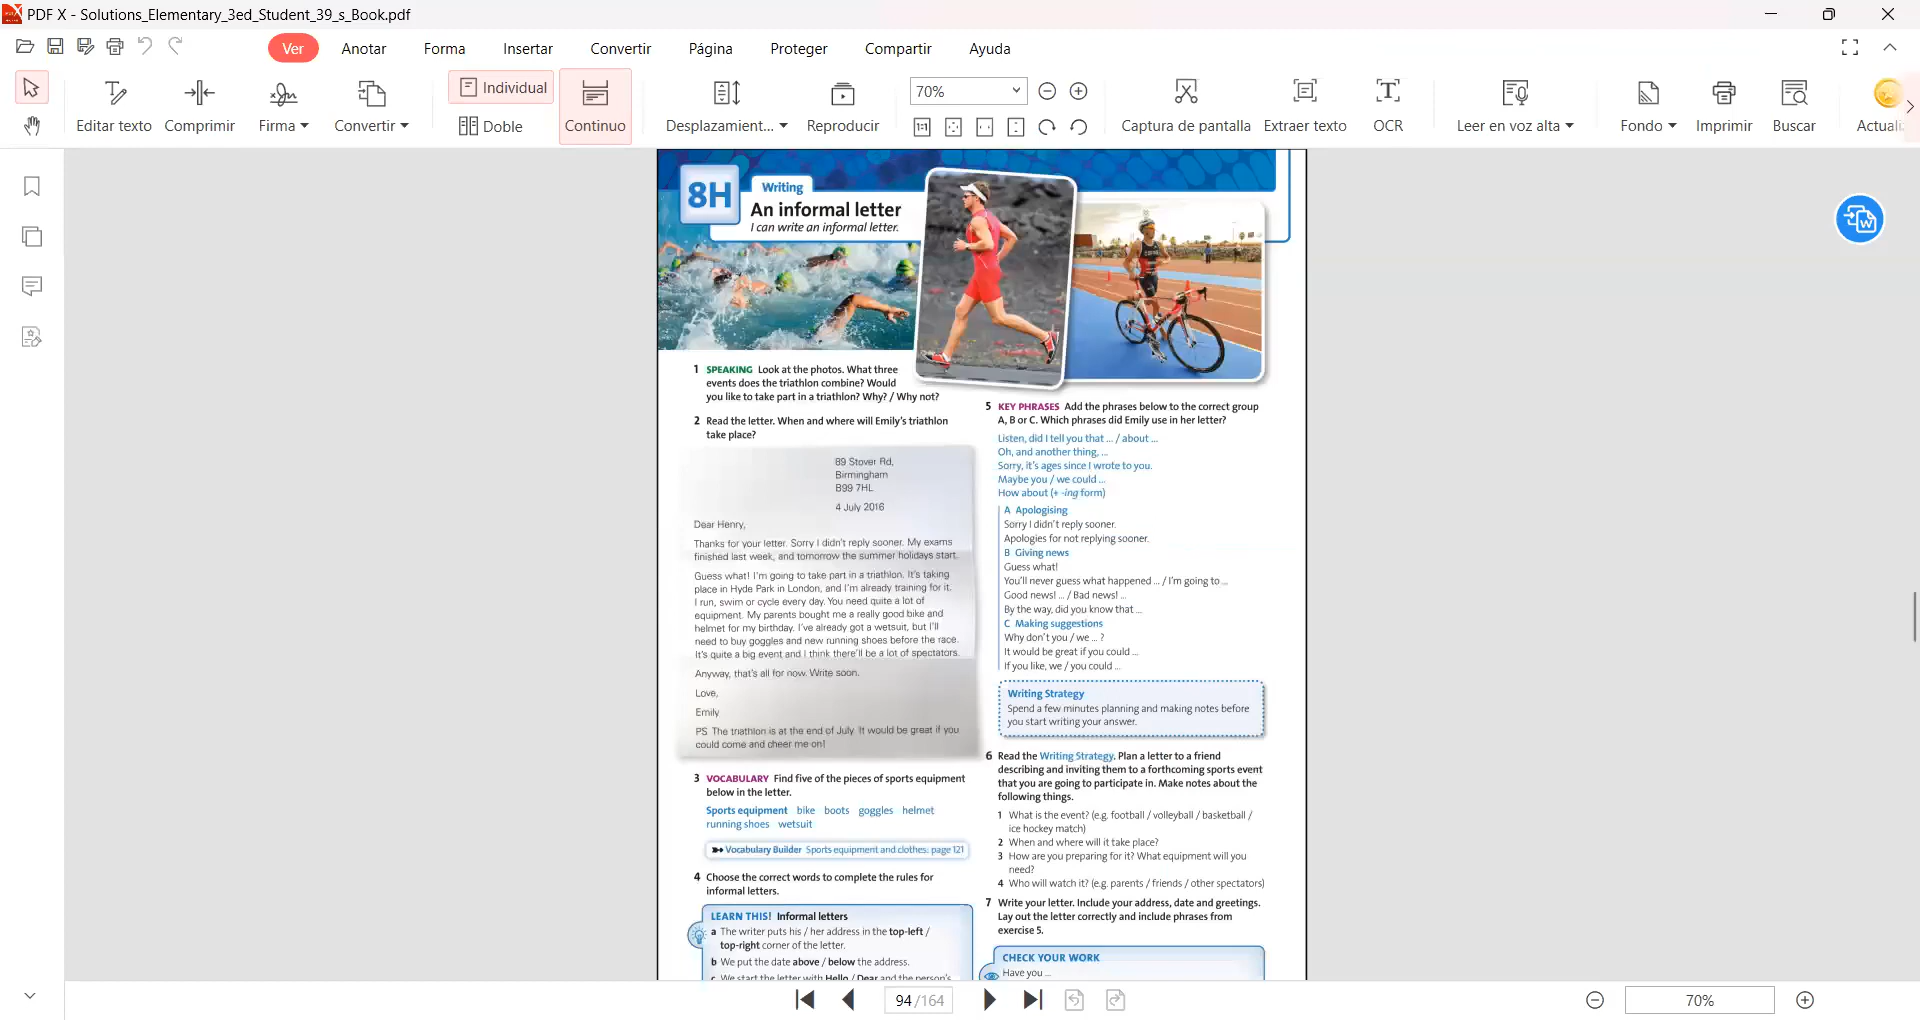 PDF X - Solutions_Elementary_3ed_Student_39_s_Book.pdf
Ver Anotar Forma Insertar Convertir Página Proteger Compartir Ayuda
Editar texto Comprimir Firma Convertir
Individual
Doble
Continuo
Desplazamient... Reproducir
70%
1:1
Captura de pantalla Extraer texto OCR Leer en voz alta Fondo Imprimir Buscar Actuali
8H
Writing
An informal letter
I can write an informal letter.
1 SPEAKING Look at the photos. What three
events does the triathlon combine? Would
you like to take part in a triathlon? Why? / Why not?
2 Read the letter. When and where will Emily's triathlon
take place?
89 Stover Rd,
Birmingham
B99 7HL
4 July 2016
Dear Henry,
Thanks for your letter. Sorry I didn't reply sooner. My exams
finished last week, and tomorrow the summer holidays start.
Guess what! I'm going to take part in a triathlon. It's taking
place in Hyde Park in London, and I'm already training for it.
I run, swim or cycle every day. You need quite a lot of
equipment. My parents bought me a really good bike and
helmet for my birthday. I've already got a wetsuit, but I'll
need to buy goggles and new running shoes before the race.
It's quite a big event and I think there'll be a lot of spectators.
Anyway, that's all for now. Write soon.
Love,
Emily
PS The triathlon is at the end of July. It would be great if you
could come and cheer me on!
3 VOCABULARY Find five of the pieces of sports equipment
below in the letter.
Sports equipment bike boots goggles helmet
running shoes wetsuit
Vocabulary Builder Sports equipment and clothes: page 121
4 Choose the correct words to complete the rules for
informal letters.
LEARN THIS! Informal letters
a The writer puts his / her address in the top-left /
top-right corner of the letter.
b We put the date above / below the address.
c We start the letter with Hello / Dear and the person's
5 KEY PHRASES Add the phrases below to the correct group
A, B or C. Which phrases did Emily use in her letter?
Listen, did I tell you that ... / about ...
Oh, and another thing, ...
Sorry, it's ages since I wrote to you.
Maybe you / we could ...
How about (+ -ing form)
A Apologising
Sorry I didn't reply sooner.
Apologies for not replying sooner.
B Giving news
Guess what!
You'll never guess what happened ... / I'm going to ...
Good news! ... / Bad news! ...
By the way, did you know that ...
C Making suggestions
Why don't you / we ... ?
It would be great if you could ...
If you like, we / you could ...
Writing Strategy
Spend a few minutes planning and making notes before
you start writing your answer.
6 Read the Writing Strategy. Plan a letter to a friend
describing and inviting them to a forthcoming sports event
that you are going to participate in. Make notes about the
following things.
1 What is the event? (e.g. football / volleyball / basketball /
ice hockey match)
2 When and where will it take place?
3 How are you preparing for it? What equipment will you
need?
4 Who will watch it? (e.g. parents / friends / other spectators)
7 Write your letter. Include your address, date and greetings.
Lay out the letter correctly and include phrases from
exercise 5.
CHECK YOUR WORK
Have you ...
94 /164
70%